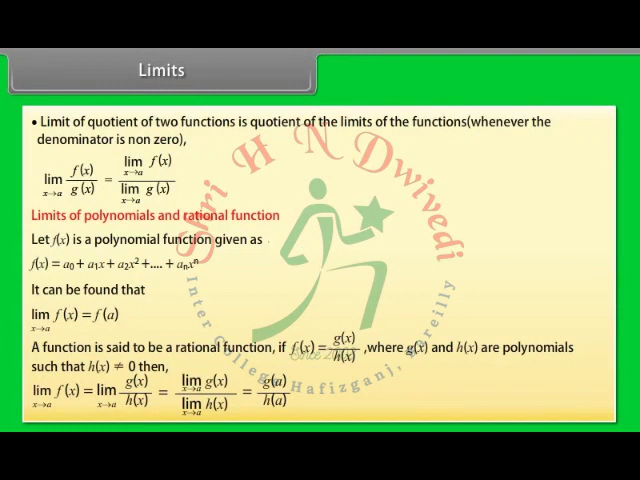 Limits
• Limit of quotient of two functions is quotient of the limits of the functions(whenever the
denominator is non zero),
lim x→a f(x)/g(x) = lim x→a f(x) / lim x→a g(x)
Limits of polynomials and rational function
Let f(x) is a polynomial function given as
f(x) = a₀ + a₁x + a₂x² +.... + aₙxⁿ
It can be found that
lim x→a f(x) = f(a)
A function is said to be a rational function, if f(x) = g(x)/h(x) ,where g(x) and h(x) are polynomials
such that h(x) ≠ 0 then,
lim x→a f(x) = lim x→a g(x)/h(x) = lim x→a g(x) / lim x→a h(x) = g(a)/h(a)
Shri H N Dwivedi
Inter College Hafizganj, Bareilly